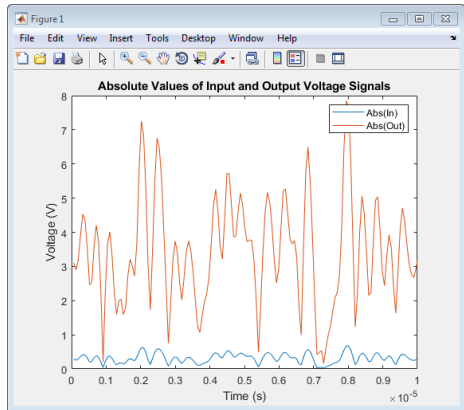 Figure 1
File Edit View Insert Tools Desktop Window Help
Absolute Values of Input and Output Voltage Signals
Abs(In)
Abs(Out)
Voltage (V)
8
7
6
5
4
3
2
1
0
0 0.1 0.2 0.3 0.4 0.5 0.6 0.7 0.8 0.9 1
Time (s)
×10^-5